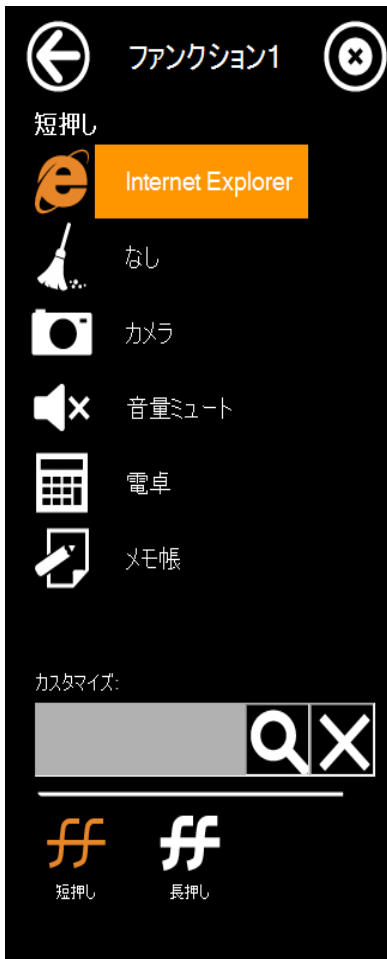 ファンクション1
短押し
Internet Explorer
なし
カメラ
音量ミュート
電卓
メモ帳
カスタマイズ:
短押し
長押し